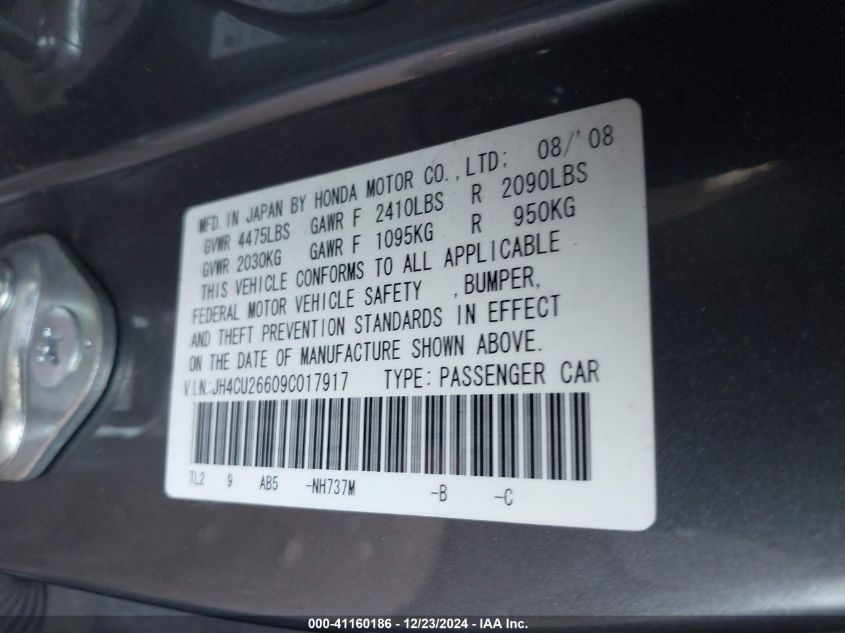 MFD. IN JAPAN BY HONDA MOTOR CO.,LTD; 08/'08
GVWR 4475LBS GAWR F 2410LBS R 2090LBS
GVWR 2030KG GAWR F 1095KG R 950KG
THIS VEHICLE CONFORMS TO ALL APPLICABLE
FEDERAL MOTOR VEHICLE SAFETY ,BUMPER,
AND THEFT PREVENTION STANDARDS IN EFFECT
ON THE DATE OF MANUFACTURE SHOWN ABOVE.
V.I.N:JH4CU26609C017917 TYPE: PASSENGER CAR
TL2 9 AB5 -NH737M -B -C
000-41160186 - 12/23/2024 - IAA Inc.